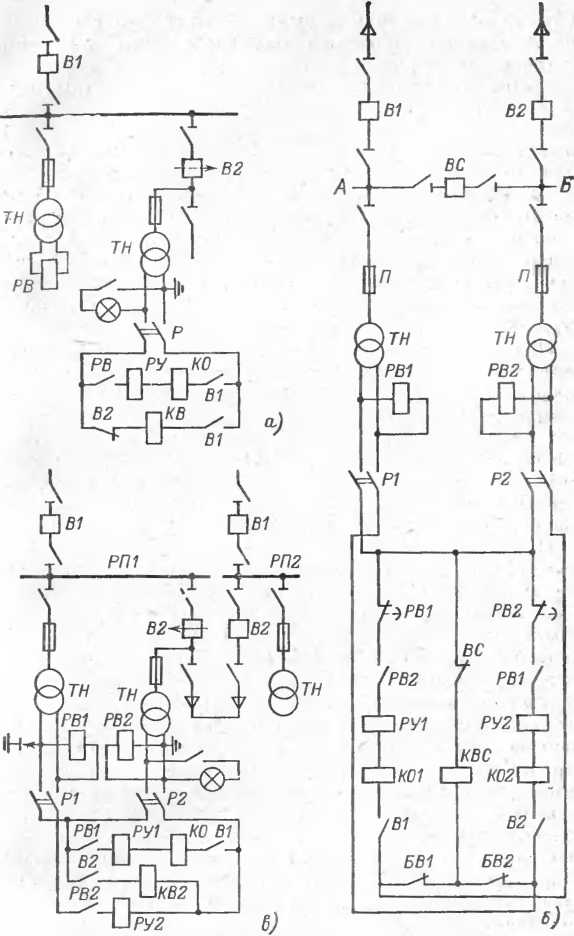 В1
В2
ТН
ТН
РВ
Р
РВ РУ КО В1
В2 КВ В1
а)
В1 В1
РП1 РП2
В2 В2
ТН ТН ТН
РВ1 РВ2
Р1 Р2
РВ1 РУ1 КО В1
В2 КВ2
РВ2 РУ2
в)
В1 В2
ВС
А Б
П П
ТН ТН
РВ1 РВ2
Р1 Р2
РВ1 РВ2
ВС
РВ2 РВ1
РУ1 РУ2
КО1 КВС КО2
В1 В2
БВ1 БВ2
б)